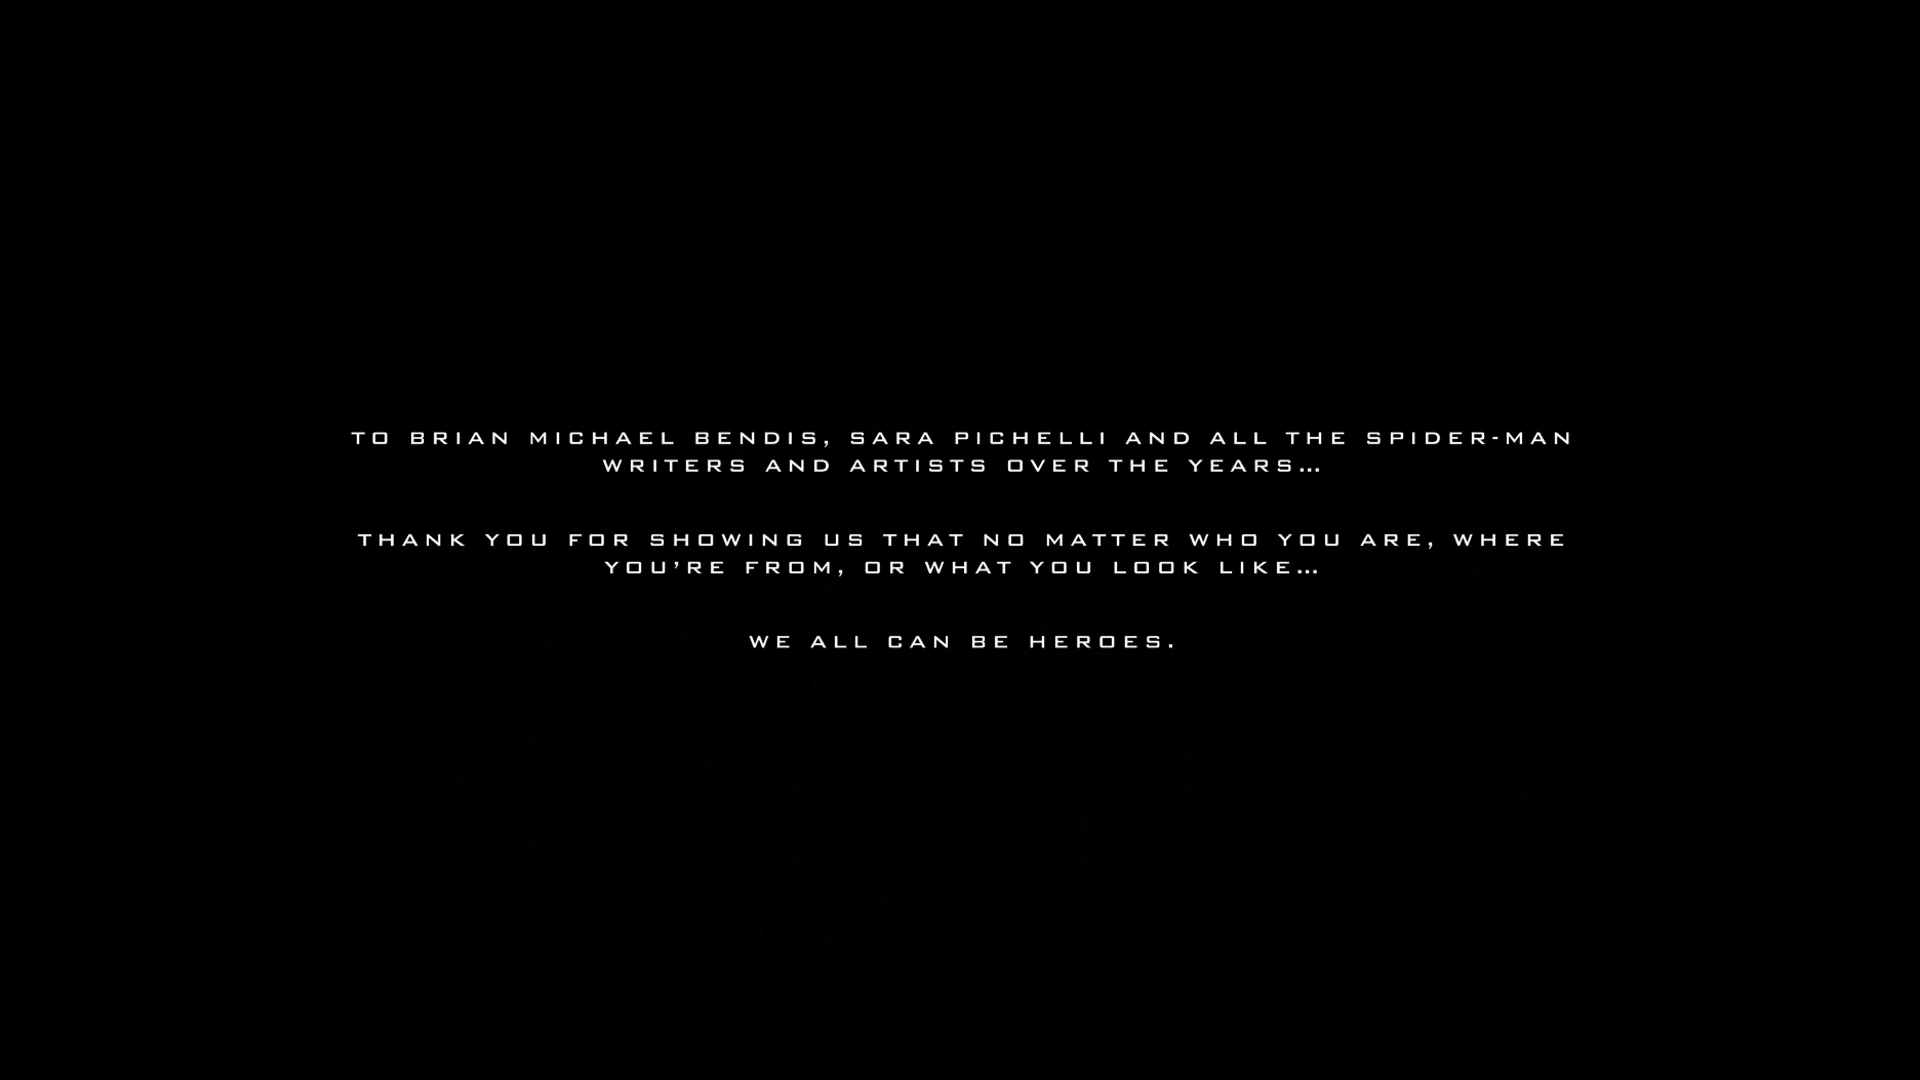 TO BRIAN MICHAEL BENDIS, SARA PICHELLI AND ALL THE SPIDER-MAN
WRITERS AND ARTISTS OVER THE YEARS…
THANK YOU FOR SHOWING US THAT NO MATTER WHO YOU ARE, WHERE
YOU’RE FROM, OR WHAT YOU LOOK LIKE…
WE ALL CAN BE HEROES.